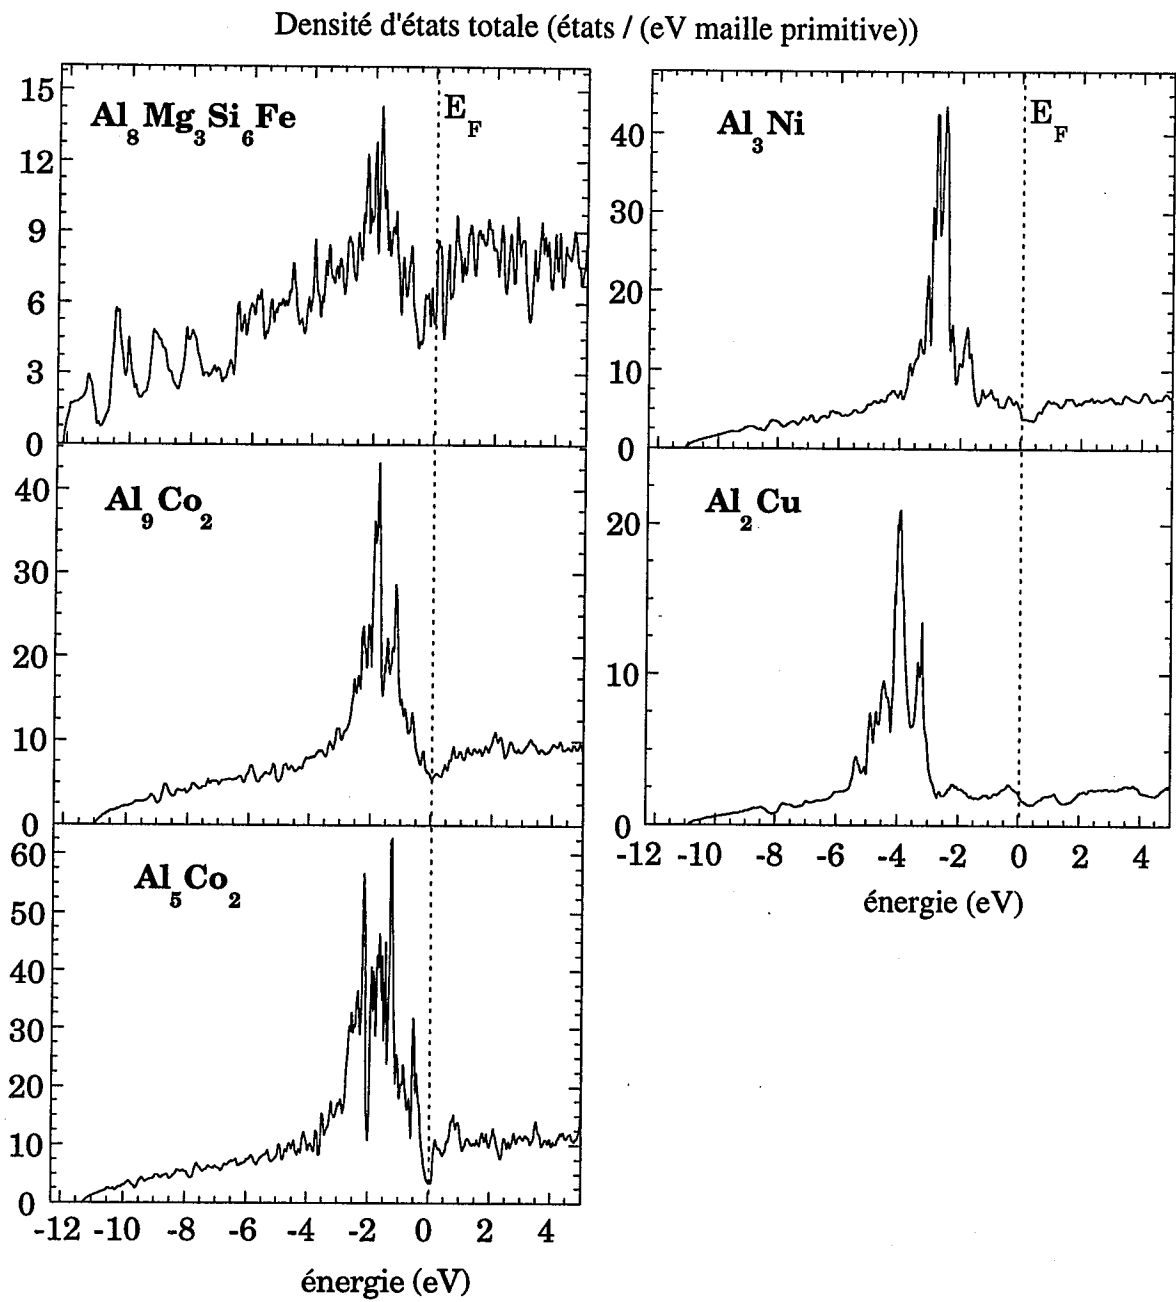 Densité d'états totale (états / (eV maille primitive))
Al8Mg3Si6Fe
EF
15
12
9
6
3
0
Al9Co2
40
30
20
10
0
Al5Co2
60
50
40
30
20
10
0
-12 -10 -8 -6 -4 -2 0 2 4
énergie (eV)
Al3Ni
EF
40
30
20
10
0
Al2Cu
20
10
0
-12 -10 -8 -6 -4 -2 0 2 4
énergie (eV)